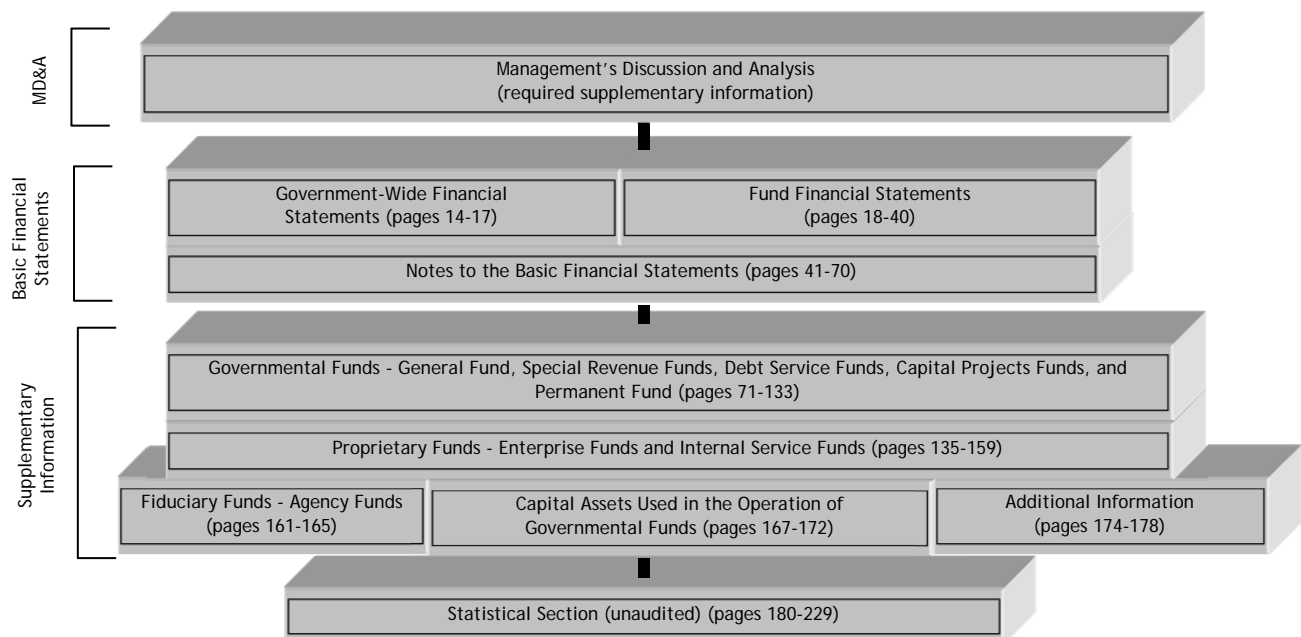 MD&A
Management's Discussion and Analysis
(required supplementary information)
Basic Financial
Statements
Government-Wide Financial
Statements (pages 14-17)
Fund Financial Statements
(pages 18-40)
Notes to the Basic Financial Statements (pages 41-70)
Supplementary
Information
Governmental Funds - General Fund, Special Revenue Funds, Debt Service Funds, Capital Projects Funds, and
Permanent Fund (pages 71-133)
Proprietary Funds - Enterprise Funds and Internal Service Funds (pages 135-159)
Fiduciary Funds - Agency Funds
(pages 161-165)
Capital Assets Used in the Operation of
Governmental Funds (pages 167-172)
Additional Information
(pages 174-178)
Statistical Section (unaudited) (pages 180-229)